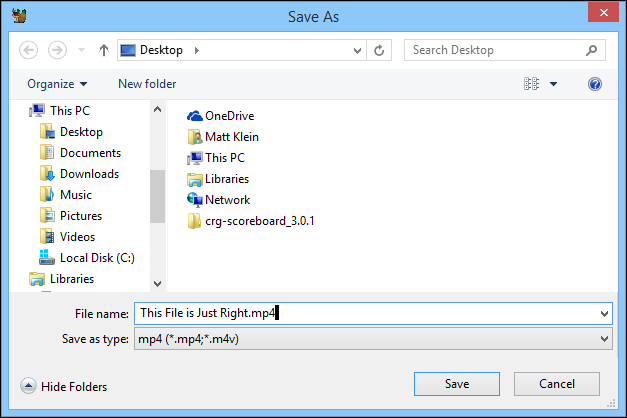 Save As
Desktop
Search Desktop
Organize
New folder
This PC
Desktop
Documents
Downloads
Music
Pictures
Videos
Local Disk (C:)
Libraries
OneDrive
Matt Klein
This PC
Libraries
Network
crg-scoreboard_3.0.1
File name: This File is Just Right.mp4
Save as type: mp4 (*.mp4;*.m4v)
Hide Folders
Save
Cancel